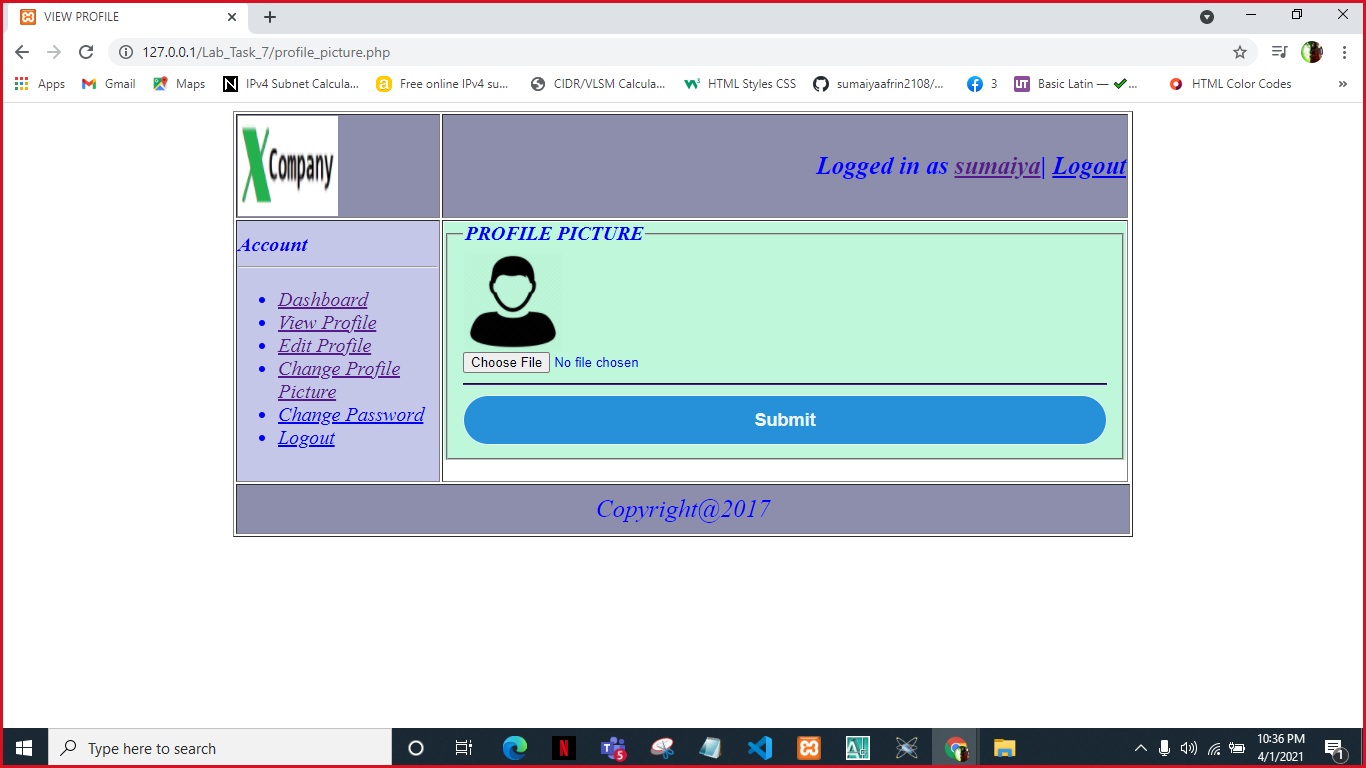 VIEW PROFILE
127.0.0.1/Lab_Task_7/profile_picture.php
Apps Gmail Maps IPv4 Subnet Calcula... Free online IPv4 su... CIDR/VLSM Calcula... HTML Styles CSS sumaiyaafrin2108/... 3 Basic Latin — ✔... HTML Color Codes »
X Company
Logged in as sumaiya| Logout
Account
Dashboard
View Profile
Edit Profile
Change Profile
Picture
Change Password
Logout
PROFILE PICTURE
Choose File No file chosen
Submit
Copyright@2017
Type here to search
10:36 PM
4/1/2021
5
1